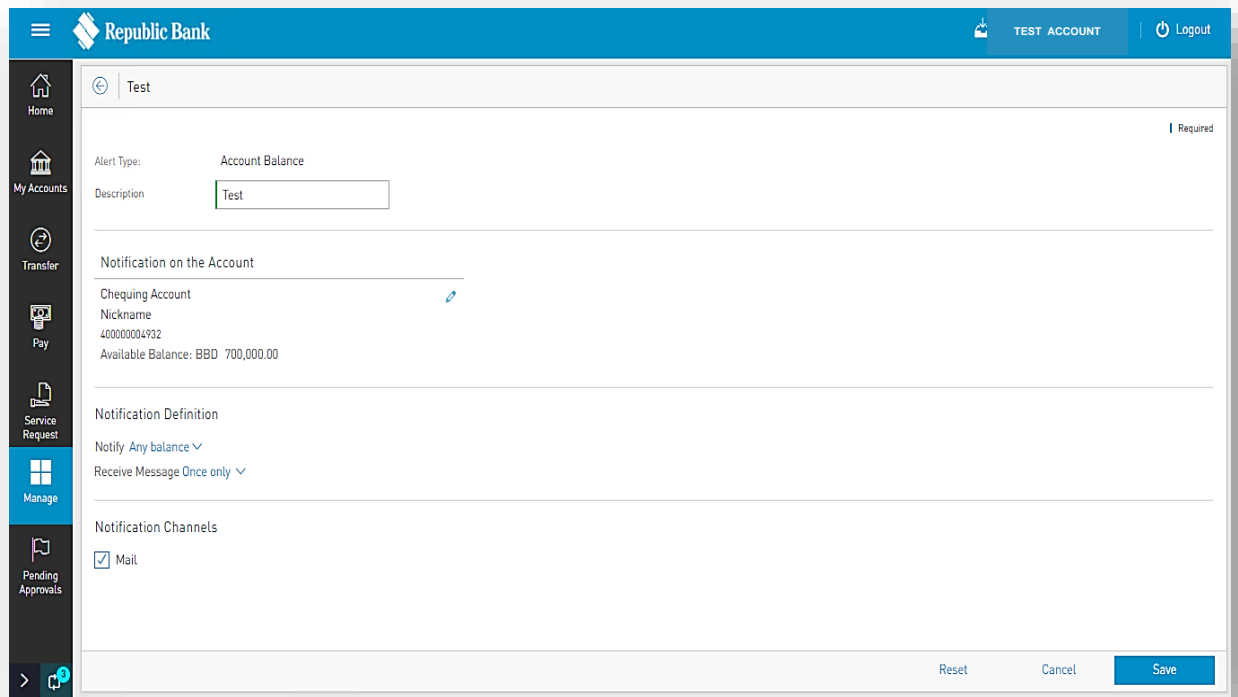 Republic Bank
TEST ACCOUNT
Logout
Home
My Accounts
Transfer
Pay
Service
Request
Manage
Pending
Approvals
3
Test
Required
Alert Type: Account Balance
Description Test
Notification on the Account
Chequing Account
Nickname
400000004932
Available Balance: BBD 700,000.00
Notification Definition
Notify Any balance
Receive Message Once only
Notification Channels
Mail
Reset Cancel Save